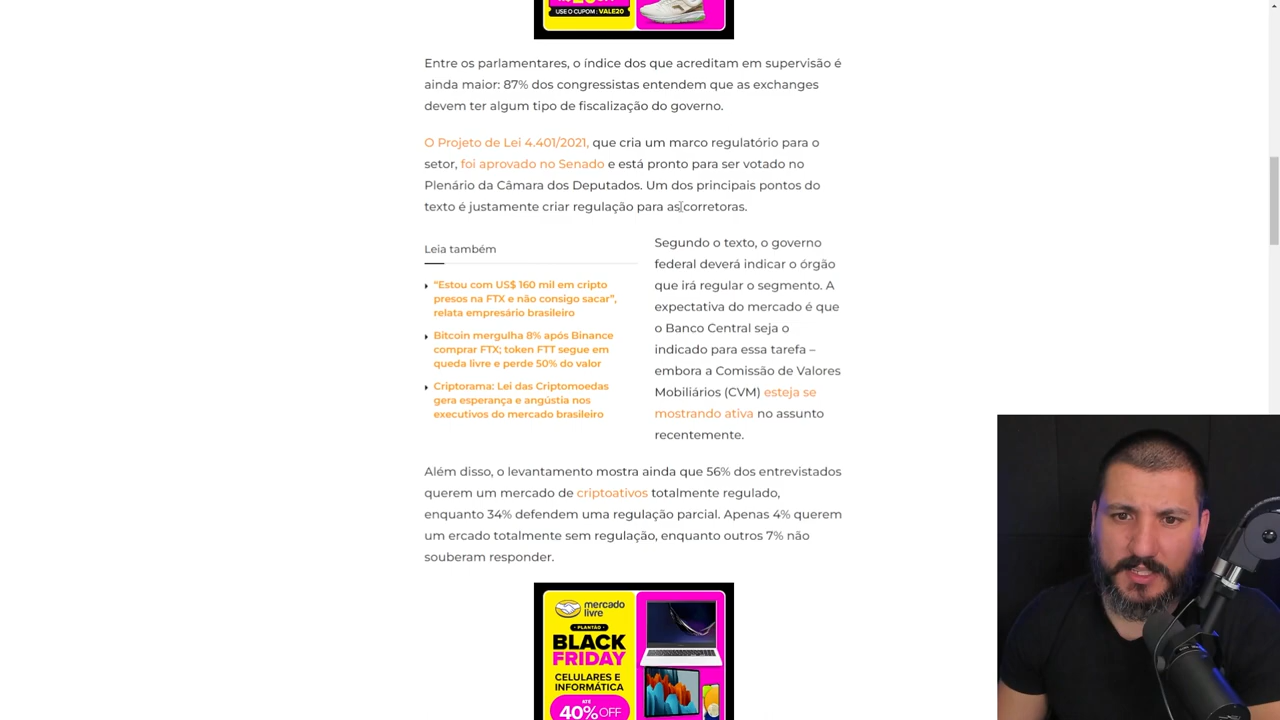 USE O CUPOM: VALE20
Entre os parlamentares, o índice dos que acreditam em supervisão é
ainda maior: 87% dos congressistas entendem que as exchanges
devem ter algum tipo de fiscalização do governo.
O Projeto de Lei 4.401/2021, que cria um marco regulatório para o
setor, foi aprovado no Senado e está pronto para ser votado no
Plenário da Câmara dos Deputados. Um dos principais pontos do
texto é justamente criar regulação para as corretoras.
Leia também
“Estou com US$ 160 mil em cripto
presos na FTX e não consigo sacar”,
relata empresário brasileiro
Bitcoin mergulha 8% após Binance
comprar FTX; token FTT segue em
queda livre e perde 50% do valor
Criptorama: Lei das Criptomoedas
gera esperança e angústia nos
executivos do mercado brasileiro
Segundo o texto, o governo
federal deverá indicar o órgão
que irá regular o segmento. A
expectativa do mercado é que
o Banco Central seja o
indicado para essa tarefa –
embora a Comissão de Valores
Mobiliários (CVM) esteja se
mostrando ativa no assunto
recentemente.
Além disso, o levantamento mostra ainda que 56% dos entrevistados
querem um mercado de criptoativos totalmente regulado,
enquanto 34% defendem uma regulação parcial. Apenas 4% querem
um ercado totalmente sem regulação, enquanto outros 7% não
souberam responder.
mercado
livre
PLANTÃO
BLACK
FRIDAY
CELULARES E
INFORMÁTICA
ATÉ
40% OFF